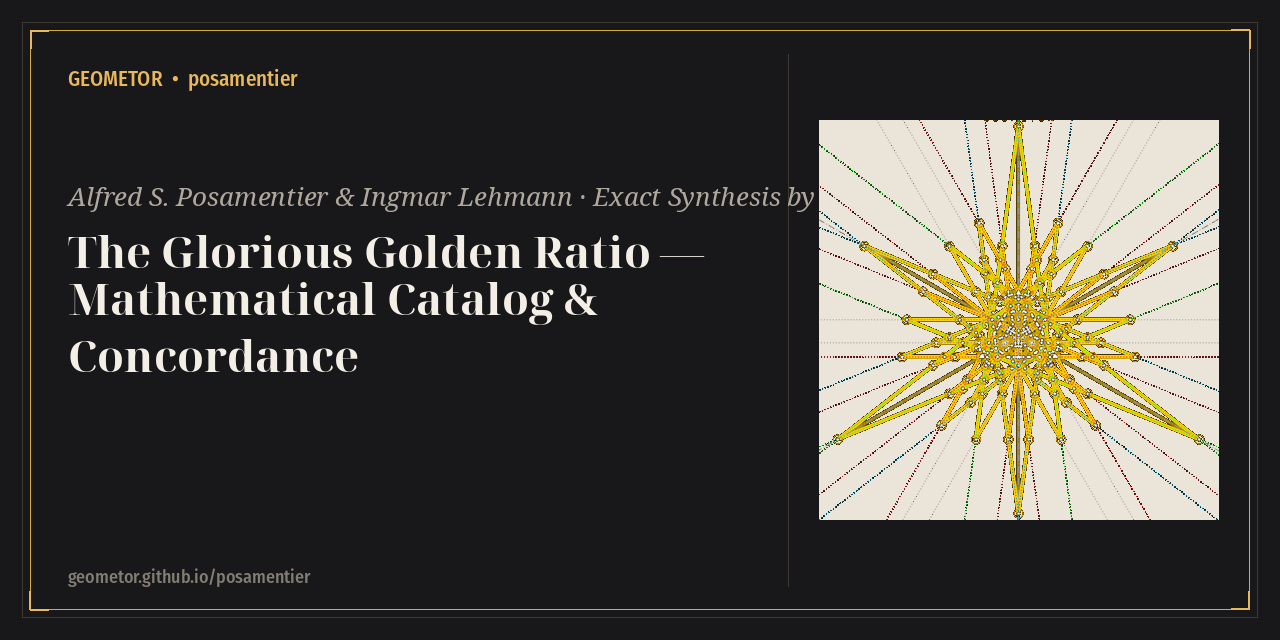 GEOMETOR • posamentier
Alfred S. Posamentier & Ingmar Lehmann · Exact Synthesis by
The Glorious Golden Ratio —
Mathematical Catalog &
Concordance
geometor.github.io/posamentier